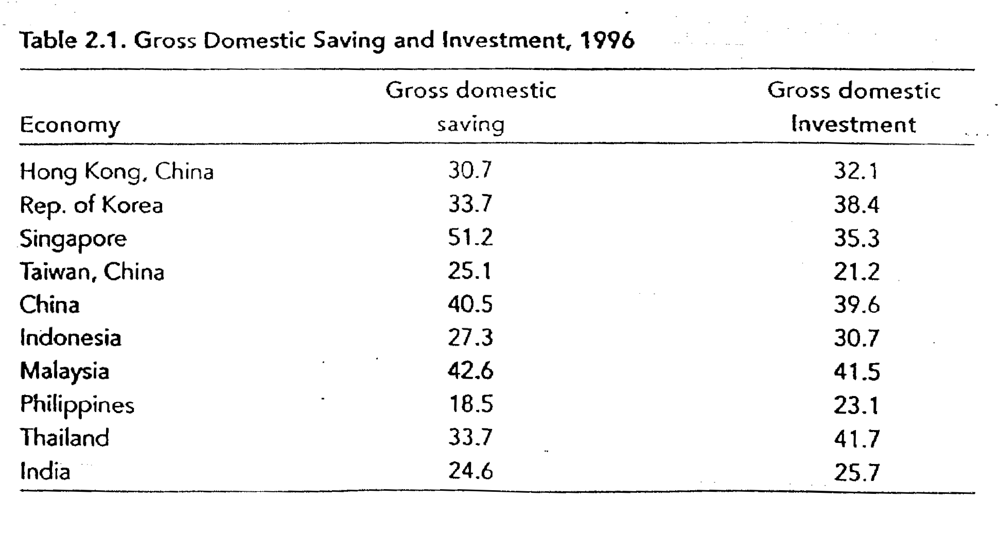 Table 2.1. Gross Domestic Saving and Investment, 1996
Gross domestic Gross domestic
Economy saving Investment
Hong Kong, China 30.7 32.1
Rep. of Korea 33.7 38.4
Singapore 51.2 35.3
Taiwan, China 25.1 21.2
China 40.5 39.6
Indonesia 27.3 30.7
Malaysia 42.6 41.5
Philippines 18.5 23.1
Thailand 33.7 41.7
India 24.6 25.7